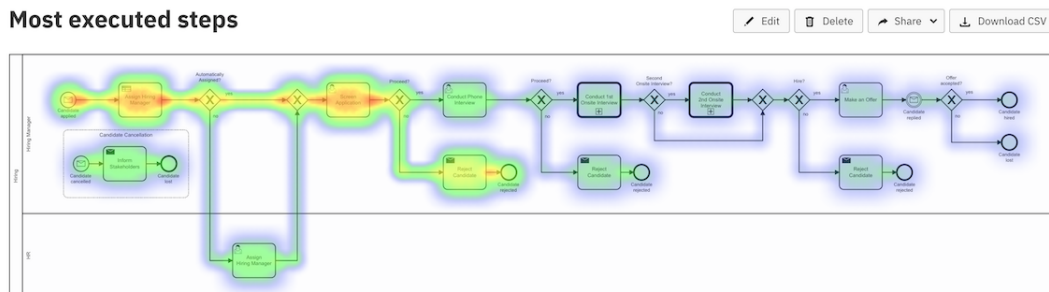 Most executed steps
Edit
Delete
Share
Download CSV
Hiring
Hiring Manager
HR
Candidate
applied
Assign Hiring
Manager
Automatically
Assigned?
yes
no
Screen
Application
Proceed?
yes
no
Conduct Phone
Interview
Proceed?
yes
no
Conduct 1st
Onsite Interview
Second
Onsite Interview?
yes
no
Conduct
2nd Onsite
Interview
Hire?
yes
no
Make an Offer
Candidate
replied
Offer
accepted?
yes
no
Candidate
hired
Candidate
lost
Candidate Cancellation
Candidate
cancelled
Inform
Stakeholders
Candidate
lost
Reject
Candidate
Candidate
rejected
Reject
Candidate
Candidate
rejected
Reject
Candidate
Candidate
rejected
Assign
Hiring Manager